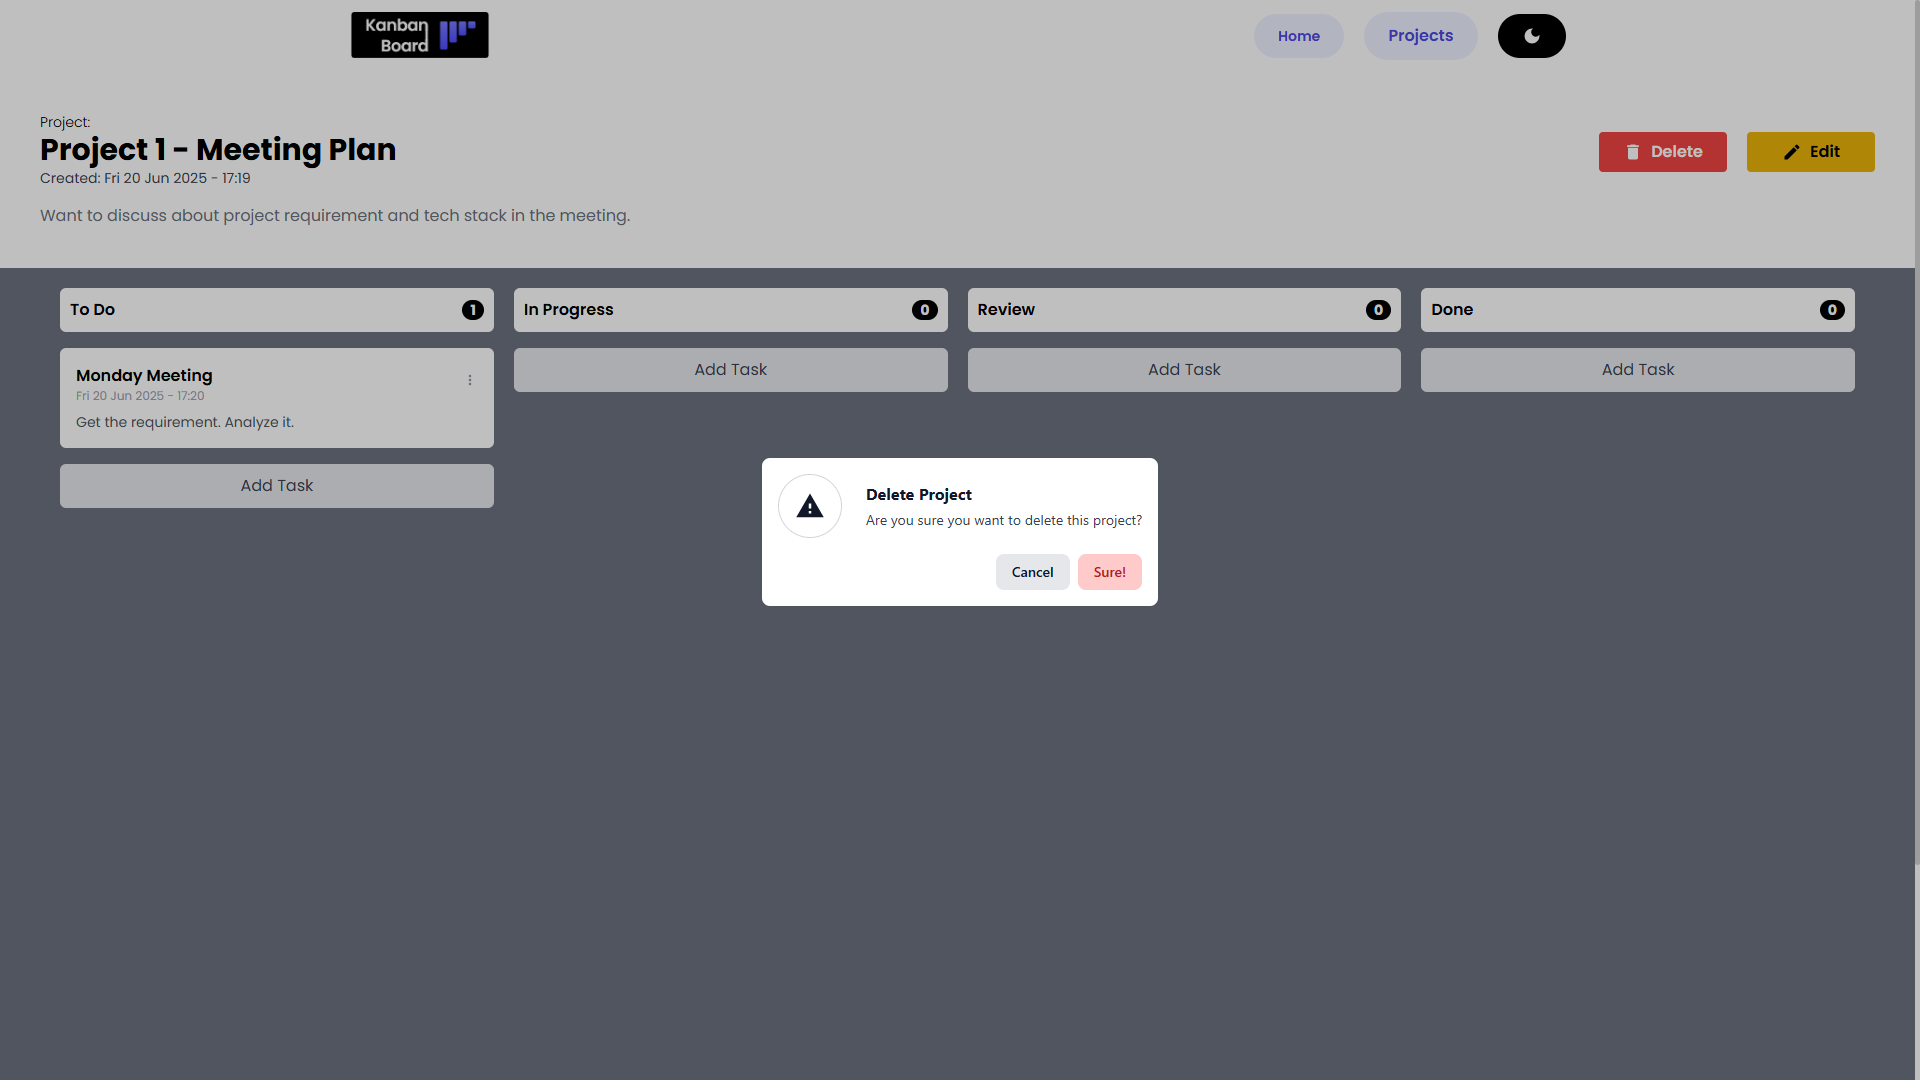 Kanban
Board
Home
Projects
Project:
Project 1 - Meeting Plan
Created: Fri 20 Jun 2025 - 17:19
Delete
Edit
Want to discuss about project requirement and tech stack in the meeting.
To Do
1
In Progress
0
Review
0
Done
0
Monday Meeting
Fri 20 Jun 2025 - 17:20
Get the requirement. Analyze it.
Add Task
Add Task
Add Task
Add Task
Delete Project
Are you sure you want to delete this project?
Cancel
Sure!